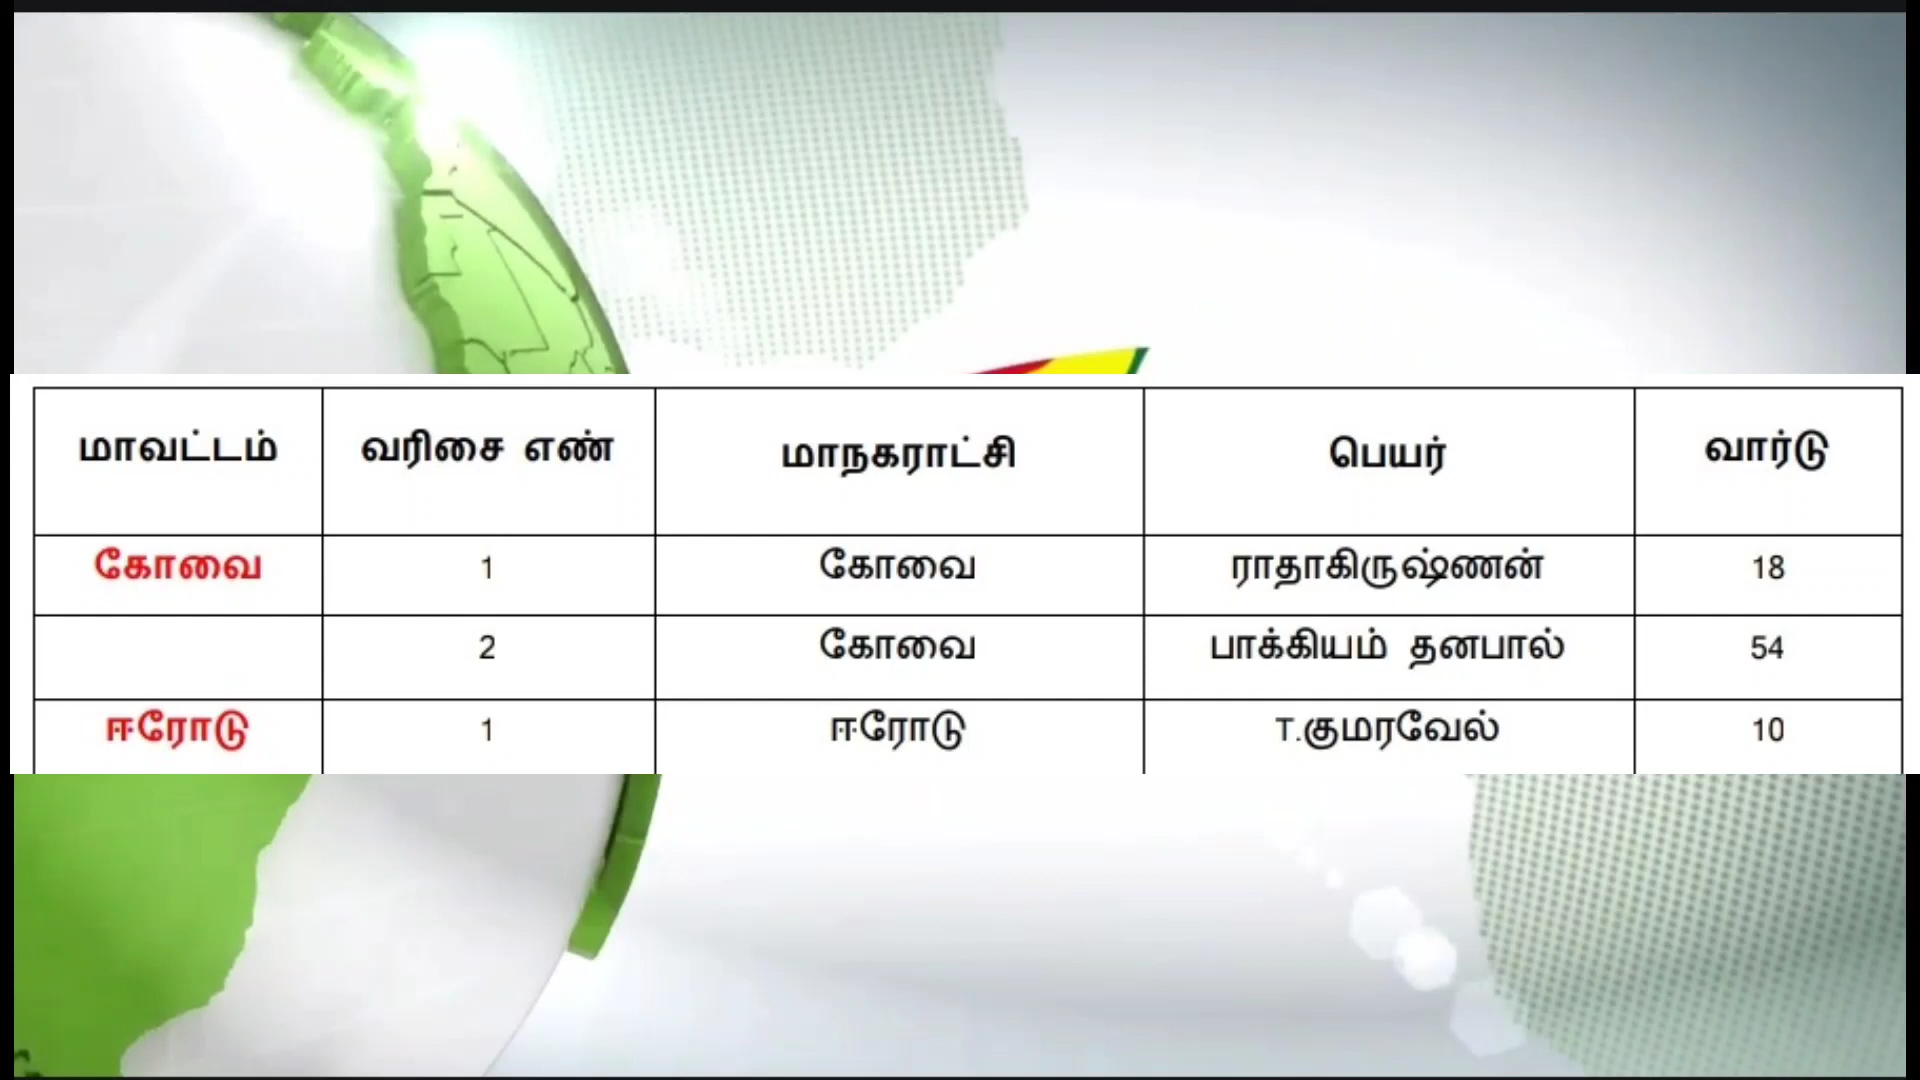 மாவட்டம் வரிசை எண் மாநகராட்சி பெயர் வார்டு
கோவை 1 கோவை ராதாகிருஷ்ணன் 18
2 கோவை பாக்கியம் தனபால் 54
ஈரோடு 1 ஈரோடு T.குமரவேல் 10